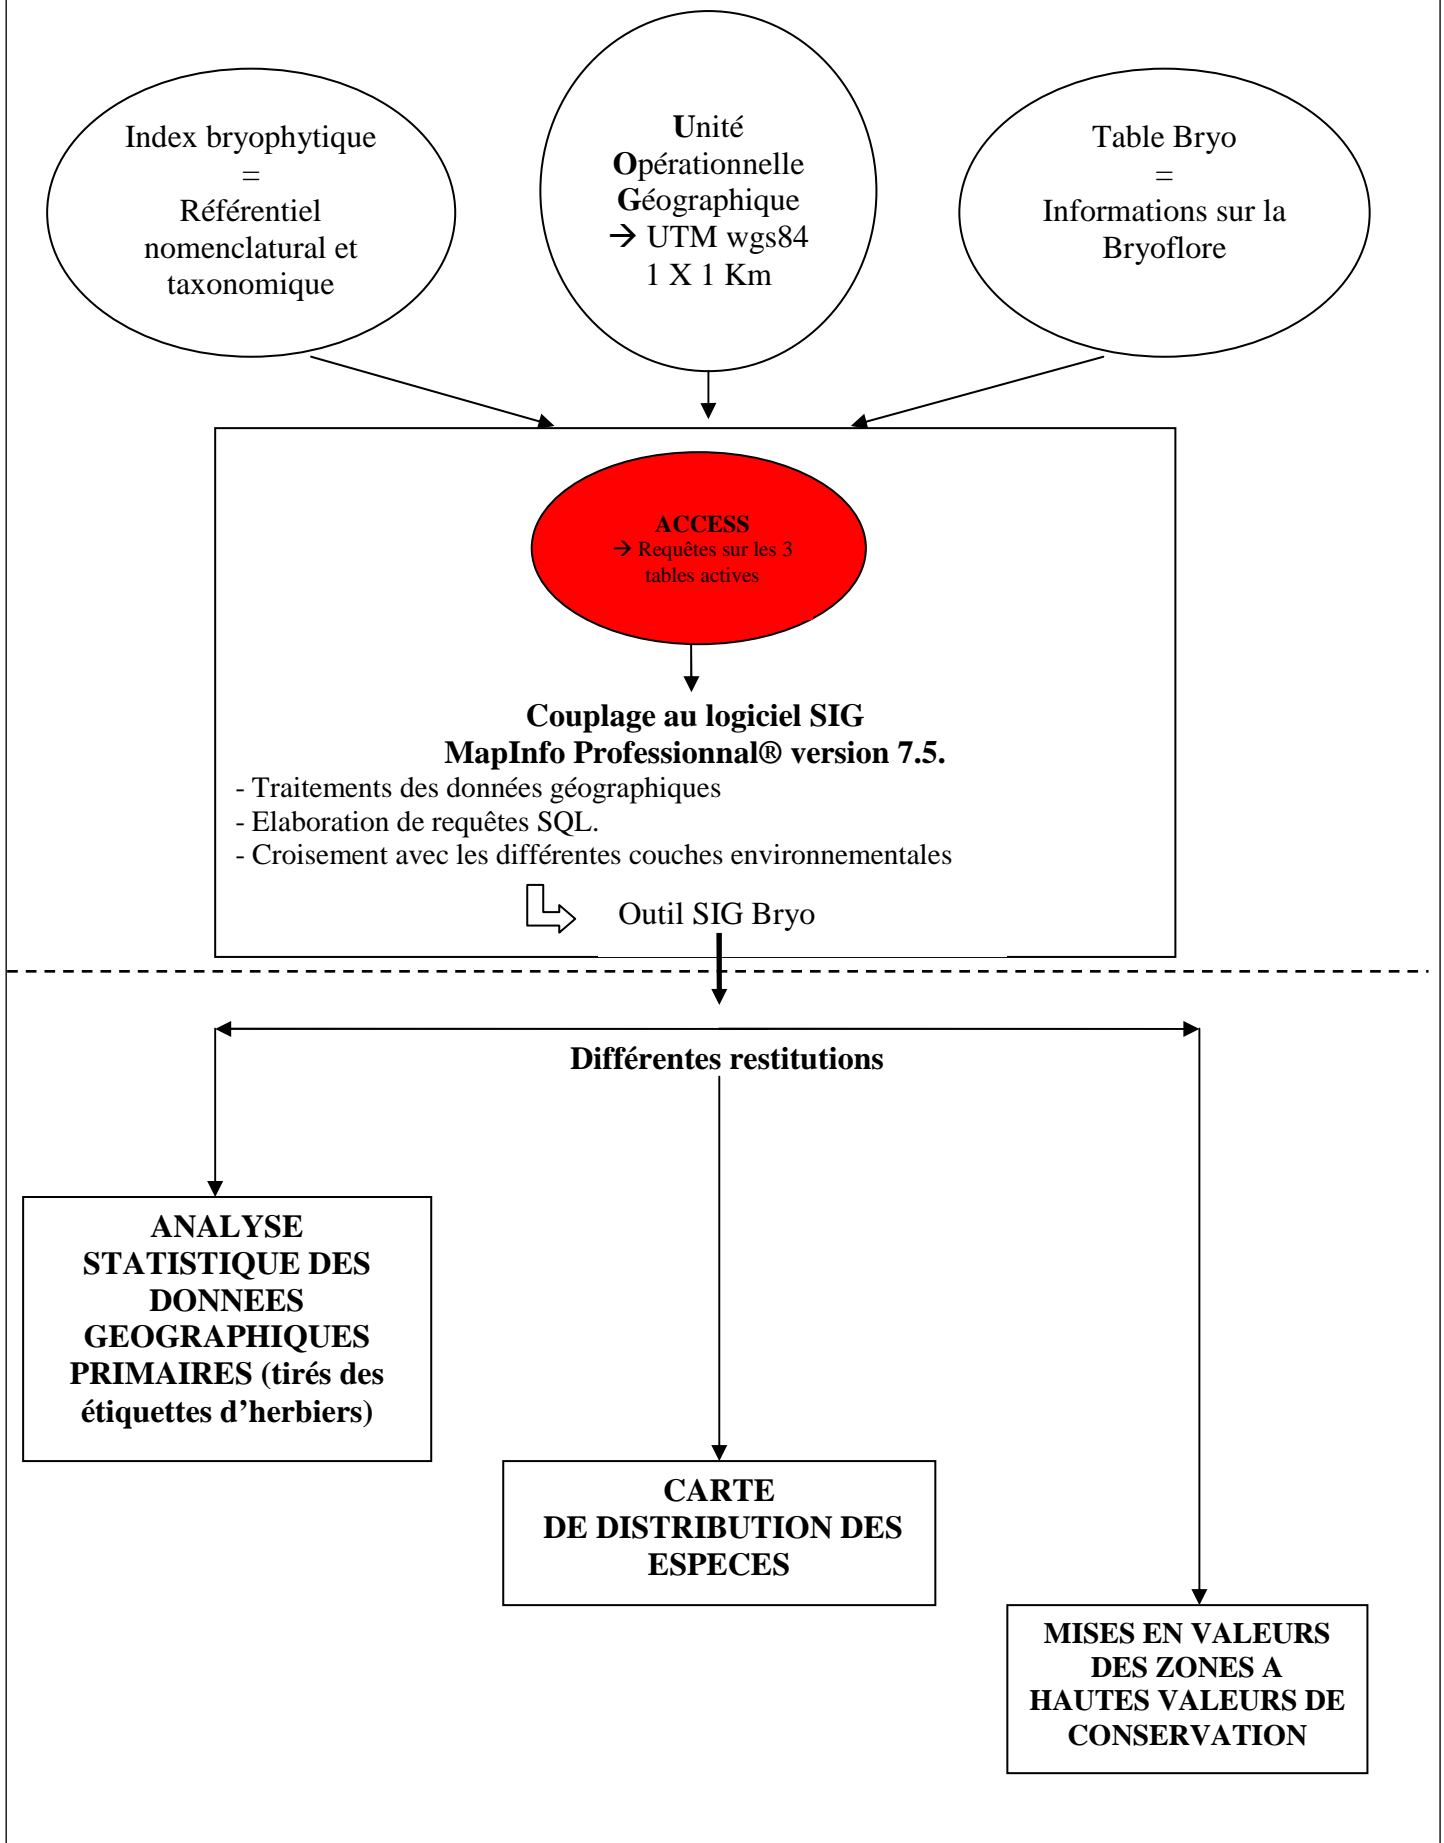 Index bryophytique
=
Référentiel
nomenclatural et
taxonomique
Unité
Opérationnelle
Géographique
→ UTM wgs84
1 X 1 Km
Table Bryo
=
Informations sur la
Bryoflore
ACCESS
→ Requêtes sur les 3
tables actives
Couplage au logiciel SIG
MapInfo Professionnal® version 7.5.
- Traitements des données géographiques
- Elaboration de requêtes SQL.
- Croisement avec les différentes couches environnementales
Outil SIG Bryo
Différentes restitutions
ANALYSE
STATISTIQUE DES
DONNEES
GEOGRAPHIQUES
PRIMAIRES (tirés des
étiquettes d’herbiers)
CARTE
DE DISTRIBUTION DES
ESPECES
MISES EN VALEURS
DES ZONES A
HAUTES VALEURS DE
CONSERVATION